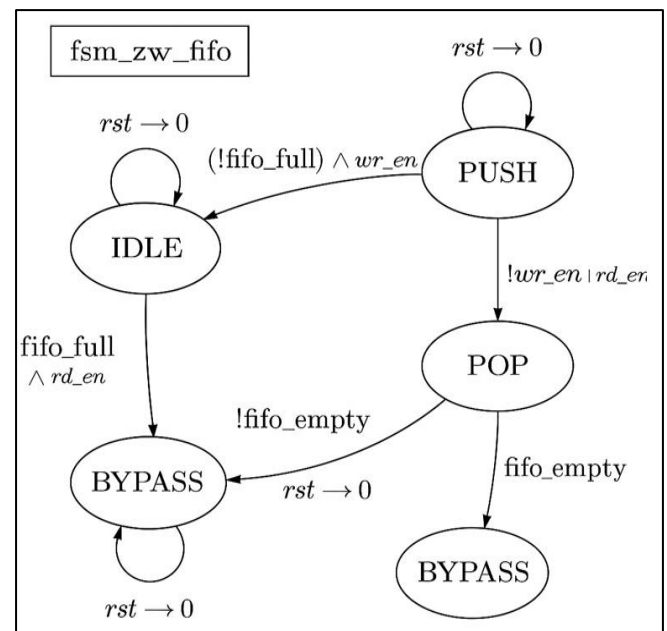 fsm_zw_fifo
rst → 0
rst → 0
(!fifo_full) ∧ wr_en
PUSH
IDLE
!wr_en | rd_en
fifo_full
∧ rd_en
POP
!fifo_empty
BYPASS
rst → 0
fifo_empty
BYPASS
rst → 0